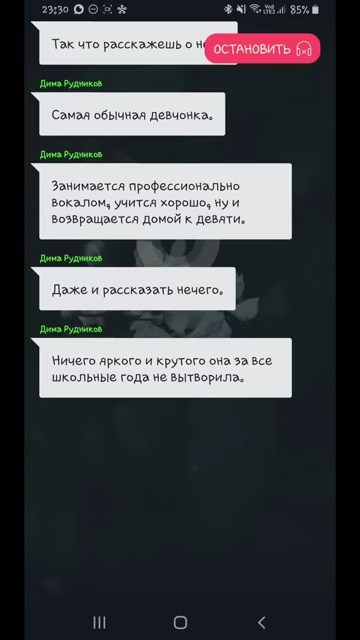 23:30
85%
Так что расскажешь о не
ОСТАНОВИТЬ
Дима Рудников
Самая обычная девчонка.
Дима Рудников
Занимается профессионально
вокалом, учится хорошо, ну и
возвращается домой к девяти.
Дима Рудников
Даже и рассказать нечего.
Дима Рудников
Ничего яркого и крутого она за все
школьные года не вытворила.